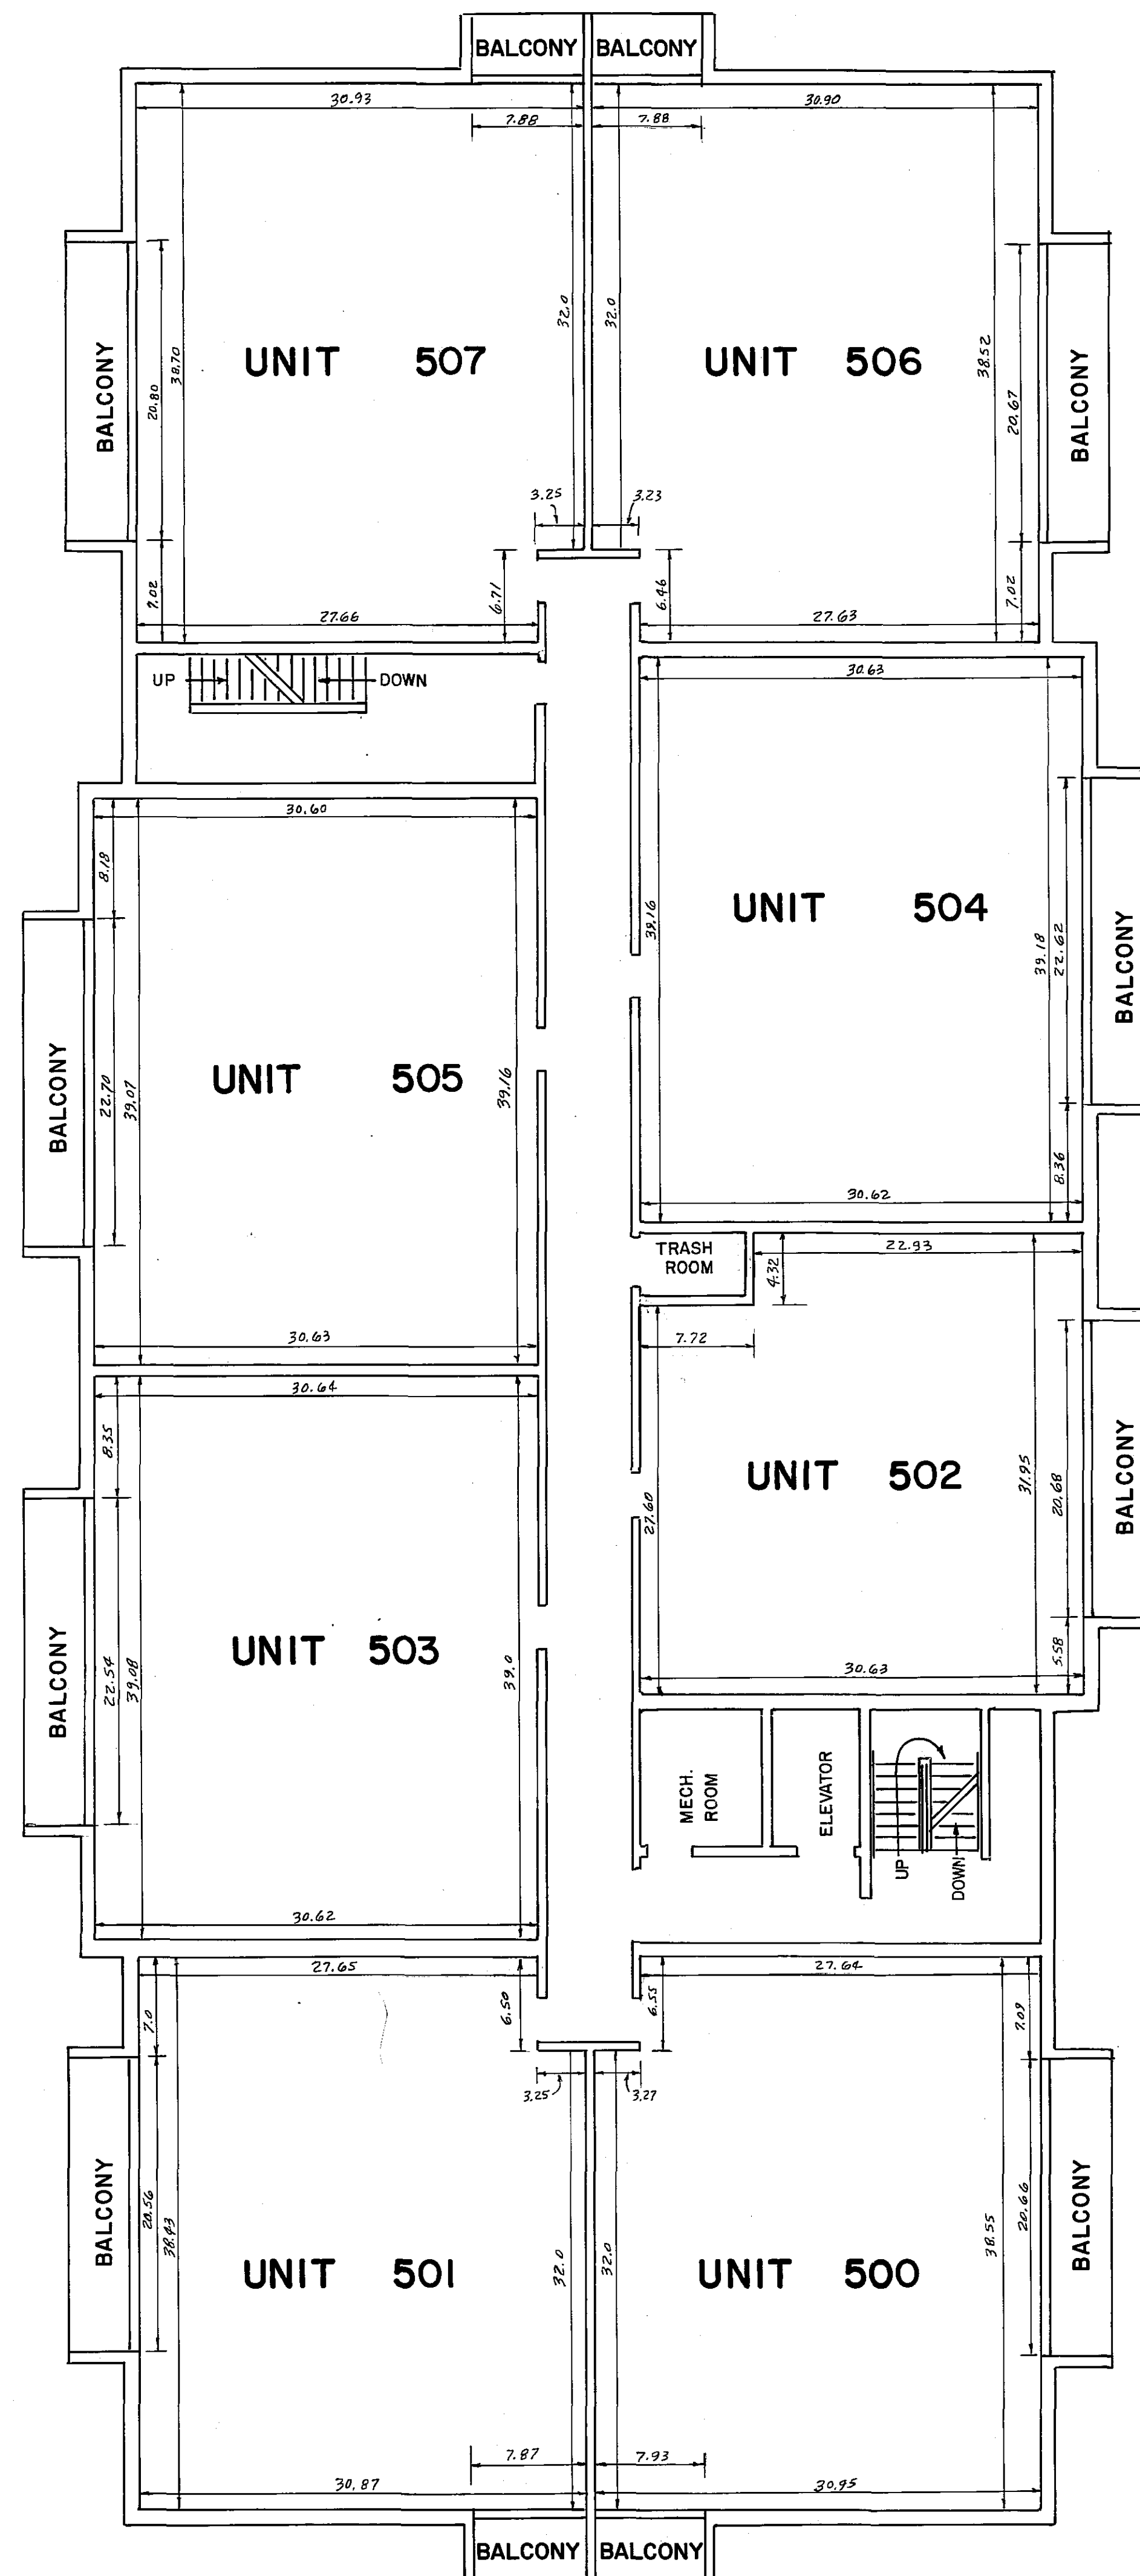 BALCONY BALCONY
30.93
30.90
7.88
7.88
BALCONY
20.80
38.70
32.0
32.0
38.52
20.67
BALCONY
UNIT 507
UNIT 506
3.25
3.23
7.02
6.71
6.46
7.02
27.66
27.63
UP
DOWN
30.63
30.60
8.18
39.16
UNIT 504
39.18
22.62
BALCONY
BALCONY
22.70
39.07
UNIT 505
39.16
8.36
30.62
TRASH
ROOM
4.32
22.93
30.63
7.72
30.64
8.35
27.60
UNIT 502
31.95
20.68
BALCONY
BALCONY
22.54
39.08
UNIT 503
39.0
5.58
30.63
MECH.
ROOM
ELEVATOR
UP
DOWN
30.62
27.65
27.64
7.0
6.50
6.55
7.09
3.25
3.27
BALCONY
20.56
38.43
UNIT 501
32.0
32.0
UNIT 500
38.55
20.66
BALCONY
7.87
7.93
30.87
30.95
BALCONY BALCONY